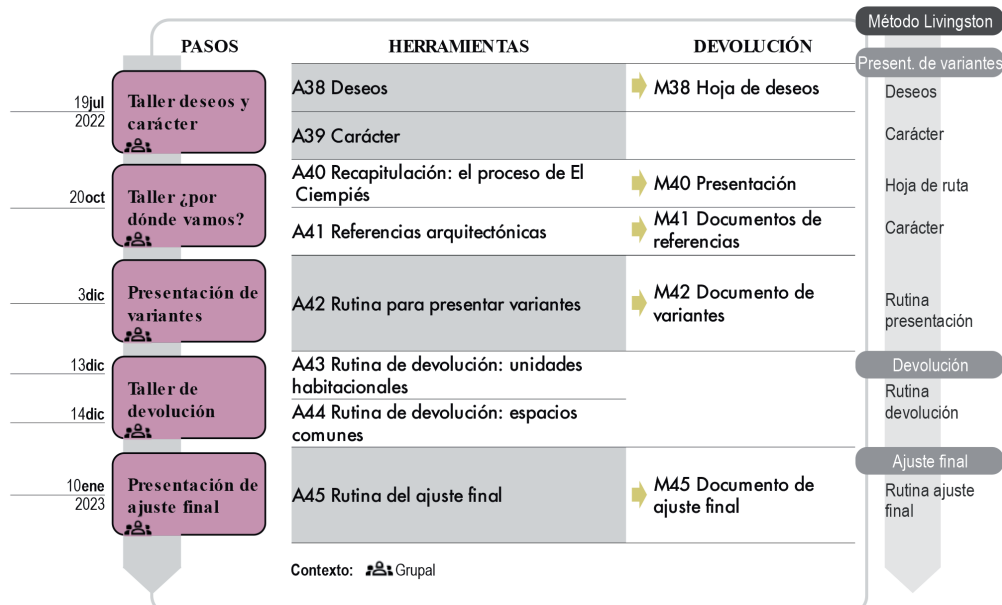 Método Livingston
PASOS
HERRAMIENTAS
DEVOLUCIÓN
Present. de variantes
19jul
2022
Taller deseos y
carácter
A38 Deseos
M38 Hoja de deseos
Deseos
A39 Carácter
Carácter
20oct
Taller ¿por
dónde vamos?
A40 Recapitulación: el proceso de El
Ciempiés
M40 Presentación
Hoja de ruta
A41 Referencias arquitectónicas
M41 Documentos de
referencias
Carácter
3dic
Presentación de
variantes
A42 Rutina para presentar variantes
M42 Documento de
variantes
Rutina
presentación
13dic
14dic
Taller de
devolución
A43 Rutina de devolución: unidades
habitacionales
A44 Rutina de devolución: espacios
comunes
Devolución
Rutina
devolución
10ene
2023
Presentación de
ajuste final
A45 Rutina del ajuste final
M45 Documento de
ajuste final
Ajuste final
Rutina ajuste
final
Contexto: Grupal